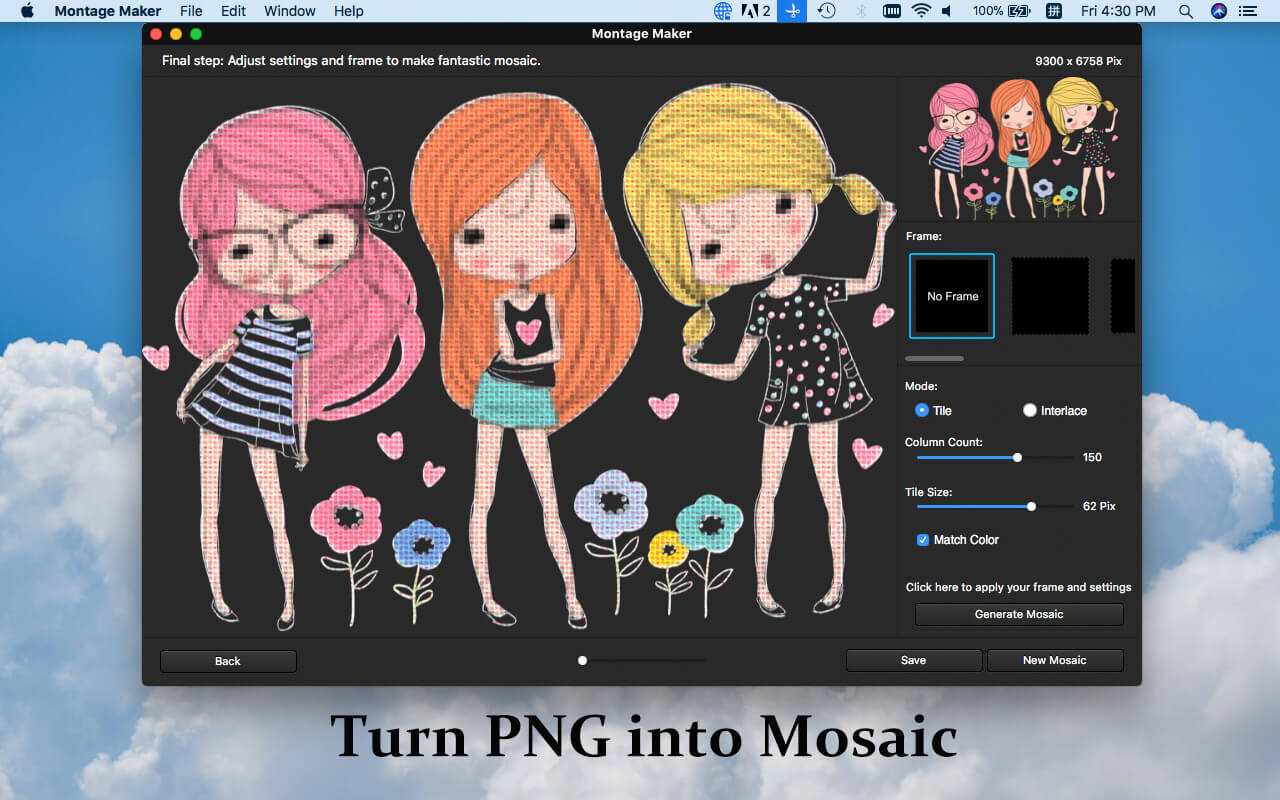 Montage Maker File Edit Window Help 2 100% Fri 4:30 PM
Montage Maker
Final step: Adjust settings and frame to make fantastic mosaic. 9300 x 6758 Pix
Frame:
No Frame
Mode:
Tile Interlace
Column Count:
150
Tile Size:
62 Pix
Match Color
Click here to apply your frame and settings
Generate Mosaic
Back Save New Mosaic
Turn PNG into Mosaic